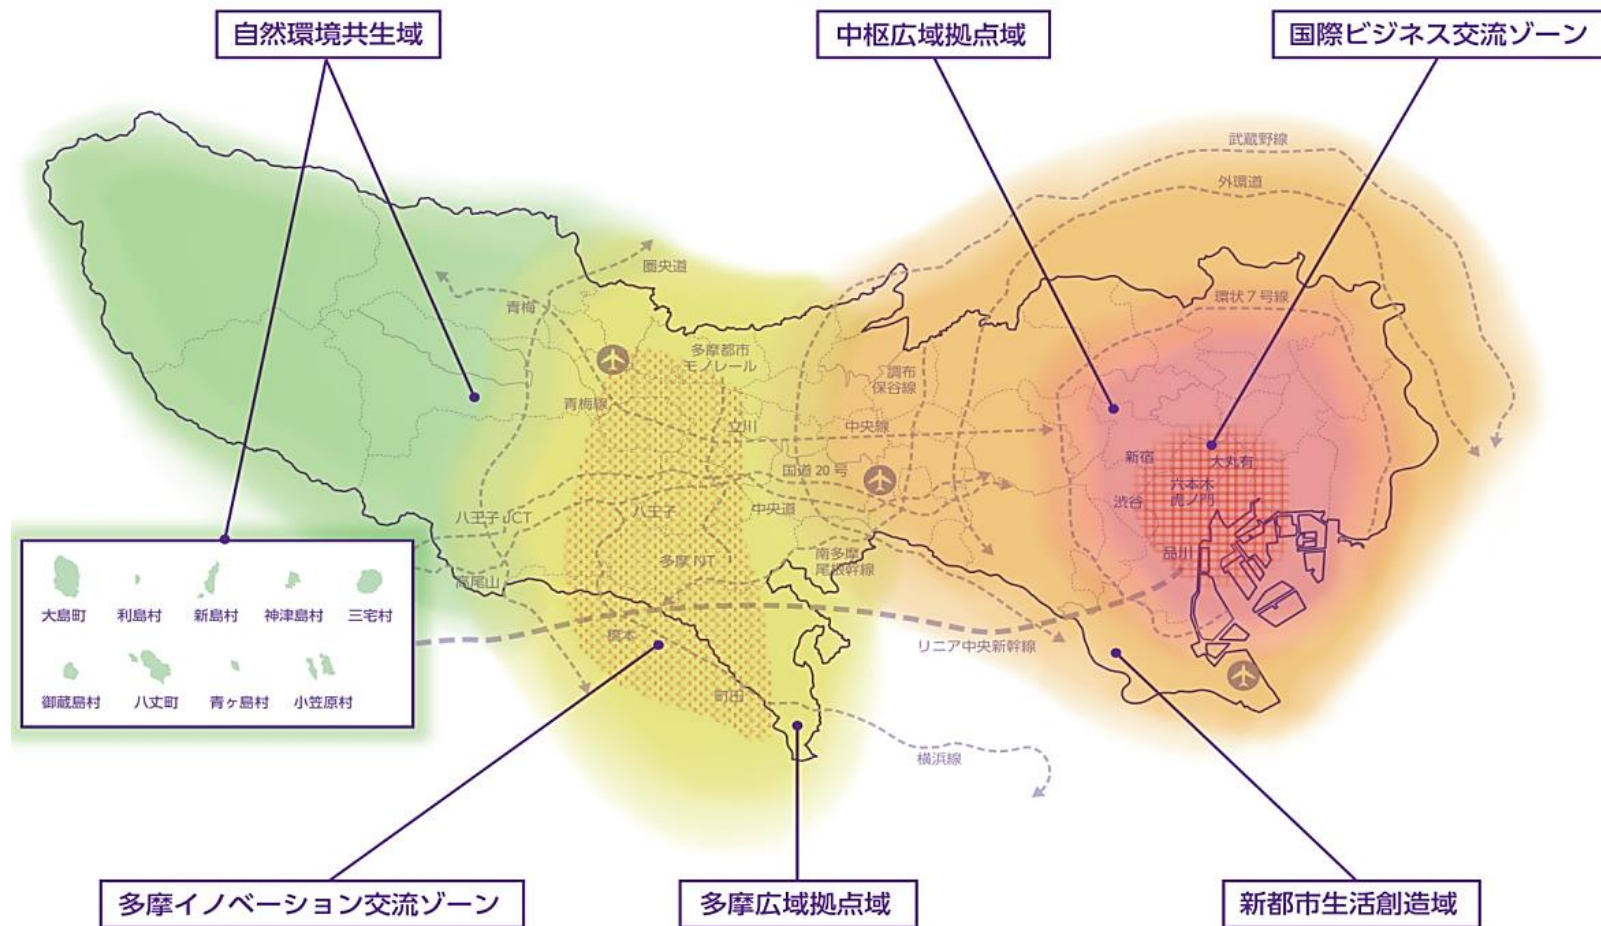 自然環境共生域
中枢広域拠点域
国際ビジネス交流ゾーン
武蔵野線
外環道
圏央道
環状7号線
青梅
多摩都市
モノレール
調布
保谷線
青梅線
立川
中央線
新宿
大丸有
国道20号
六本木
虎ノ門
渋谷
八王子JCT
八王子
中央道
品川
南多摩
尾根幹線
多摩NT
高尾山
大島町
利島村
新島村
神津島村
三宅村
橋本
リニア中央新幹線
御蔵島村
八丈町
青ヶ島村
小笠原村
町田
横浜線
多摩イノベーション交流ゾーン
多摩広域拠点域
新都市生活創造域